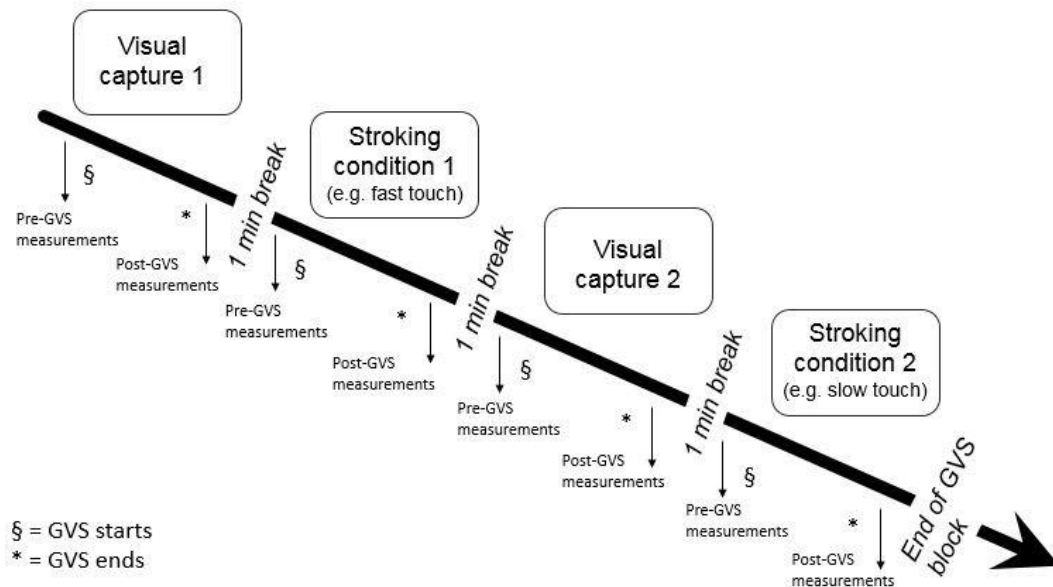 Visual
capture 1
§
Pre-GVS
measurements
*
Post-GVS
measurements
1 min break
Stroking
condition 1
(e.g. fast touch)
§
Pre-GVS
measurements
*
Post-GVS
measurements
1 min break
Visual
capture 2
§
Pre-GVS
measurements
*
Post-GVS
measurements
1 min break
Stroking
condition 2
(e.g. slow touch)
§
Pre-GVS
measurements
*
Post-GVS
measurements
End of GVS
block
§ = GVS starts
* = GVS ends